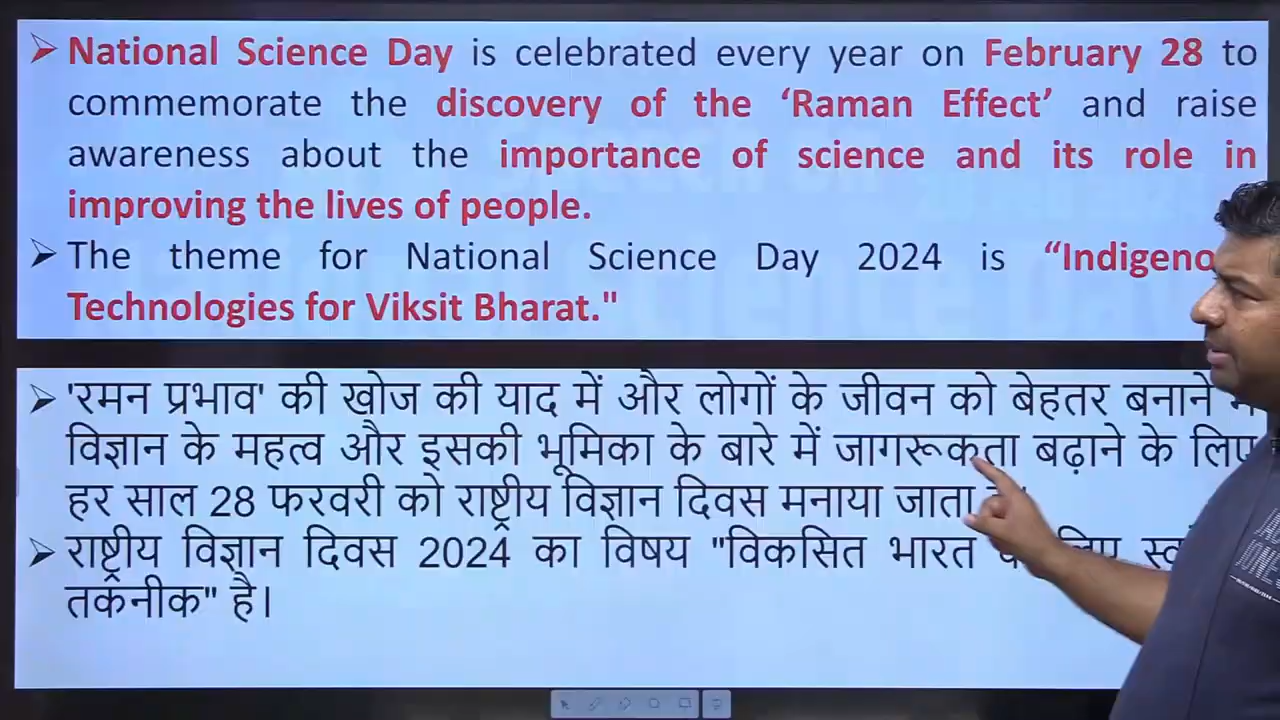 ➢ National Science Day is celebrated every year on February 28 to
commemorate the discovery of the ‘Raman Effect’ and raise
awareness about the importance of science and its role in
improving the lives of people.
➢ The theme for National Science Day 2024 is “Indigeno
Technologies for Viksit Bharat."
➢ 'रमन प्रभाव' की खोज की याद में और लोगों के जीवन को बेहतर बनाने
विज्ञान के महत्व और इसकी भूमिका के बारे में जागरूकता बढ़ाने के लिए
हर साल 28 फरवरी को राष्ट्रीय विज्ञान दिवस मनाया जाता
➢ राष्ट्रीय विज्ञान दिवस 2024 का विषय "विकसित भारत लिए
तकनीक" है।